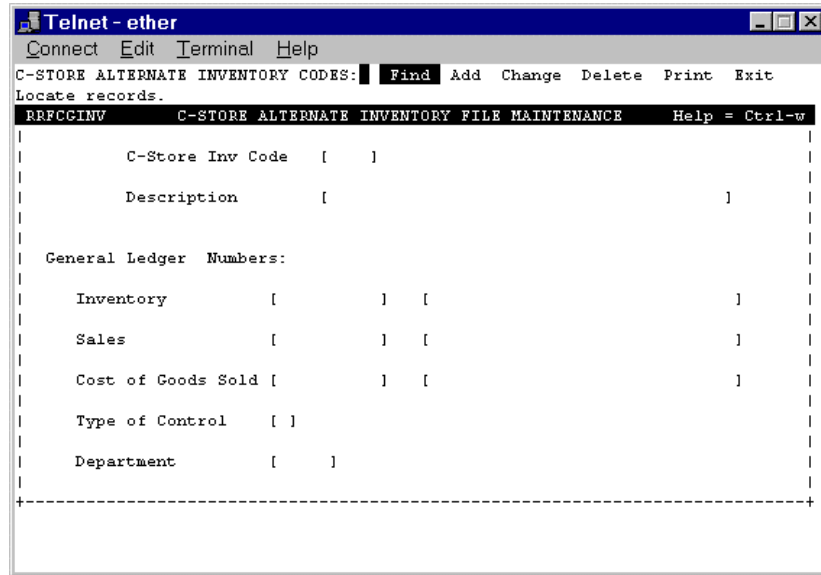 Telnet - ether
Connect Edit Terminal Help
C-STORE ALTERNATE INVENTORY CODES: Find Add Change Delete Print Exit
Locate records.
RRFCGINV C-STORE ALTERNATE INVENTORY FILE MAINTENANCE Help = Ctrl-w
C-Store Inv Code [ ]
Description [ ]
General Ledger Numbers:
Inventory [ ] [ ]
Sales [ ] [ ]
Cost of Goods Sold [ ] [ ]
Type of Control [ ]
Department [ ]